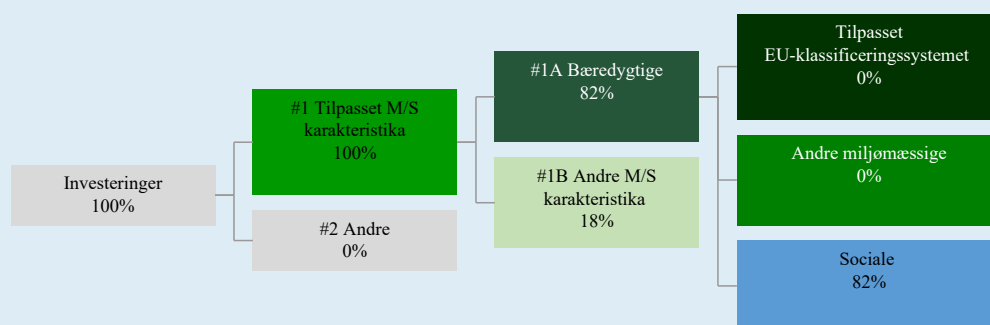 Investeringer
100%
#1 Tilpasset M/S
karakteristika
100%
#2 Andre
0%
#1A Bæredygtige
82%
#1B Andre M/S
karakteristika
18%
Tilpasset
EU-klassificeringssystemet
0%
Andre miljømæssige
0%
Sociale
82%